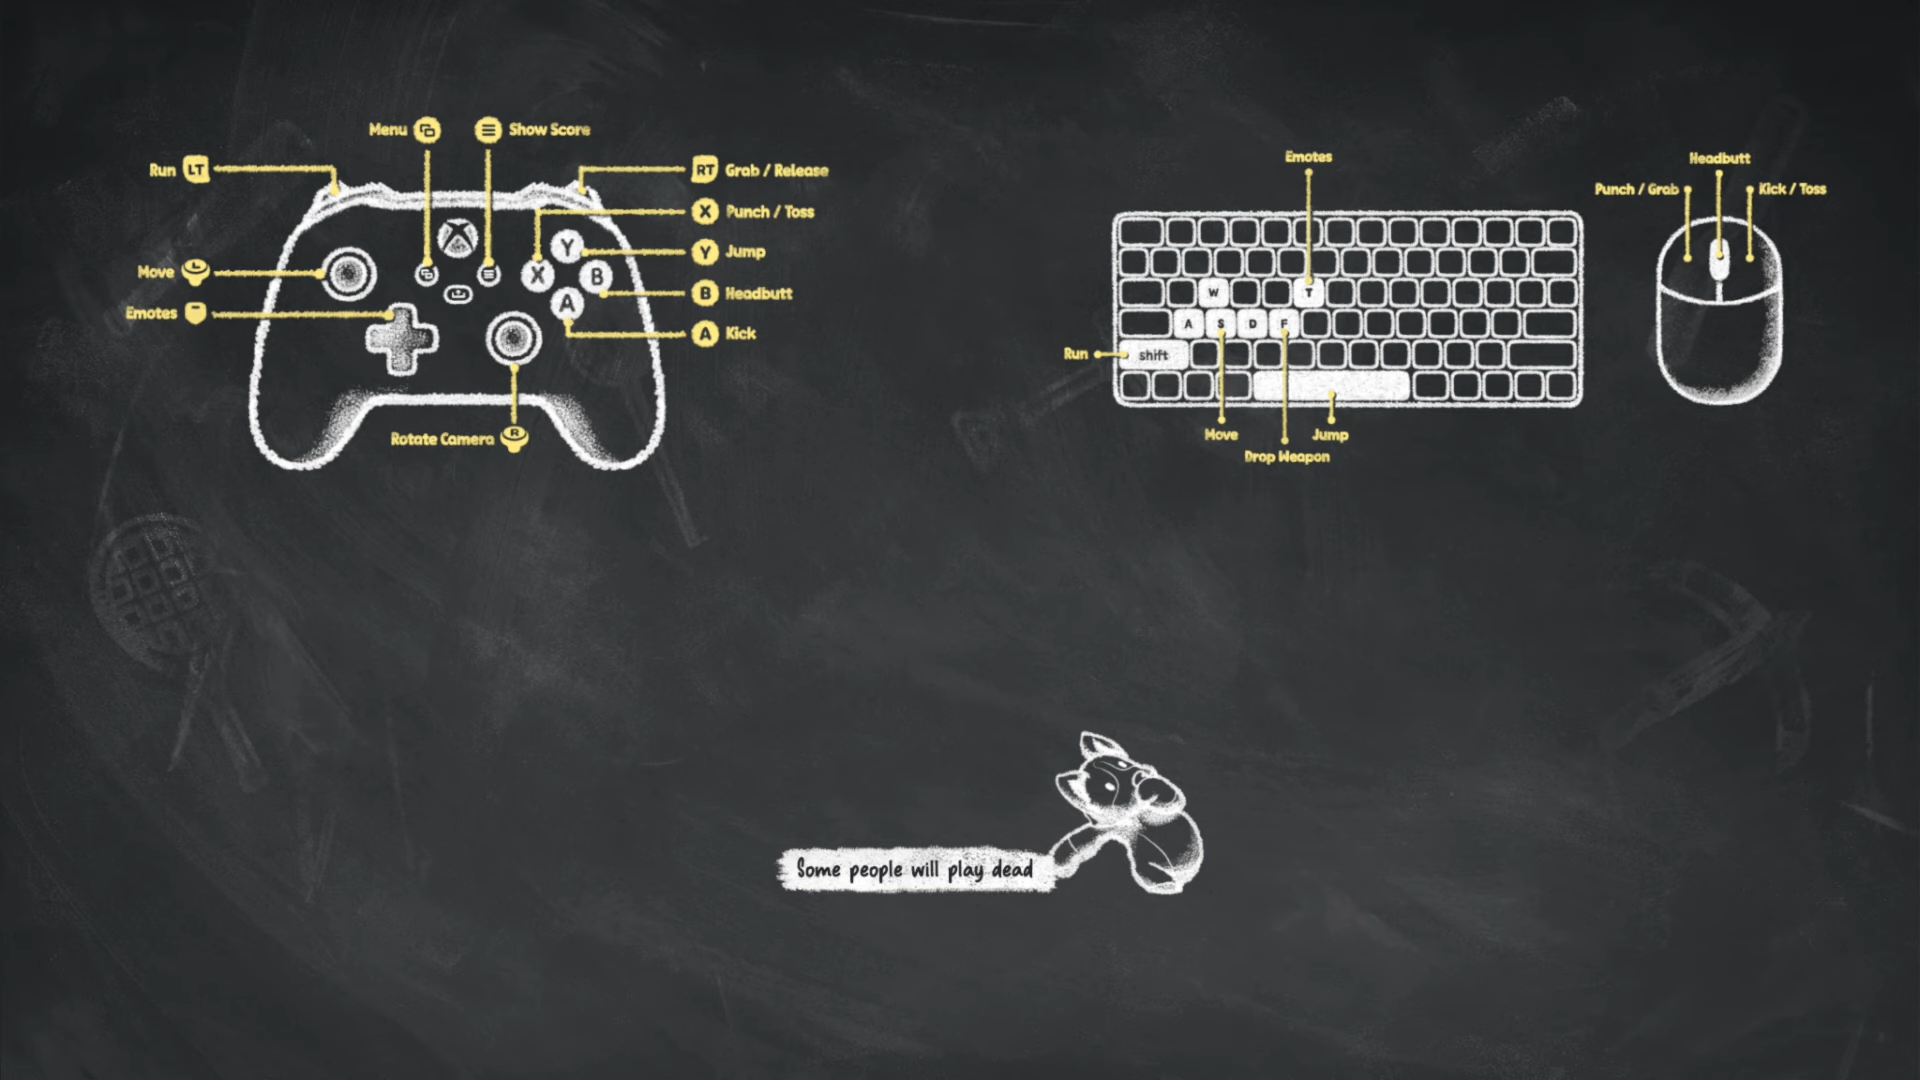 Menu
Show Score
Run LT
RT Grab / Release
X Punch / Toss
Y Jump
B Headbutt
A Kick
Move L
Emotes
Y
X
B
A
Rotate Camera R
Emotes
W
T
A S D F
Run
shift
Move
Jump
Drop Weapon
Headbutt
Punch / Grab
Kick / Toss
Some people will play dead